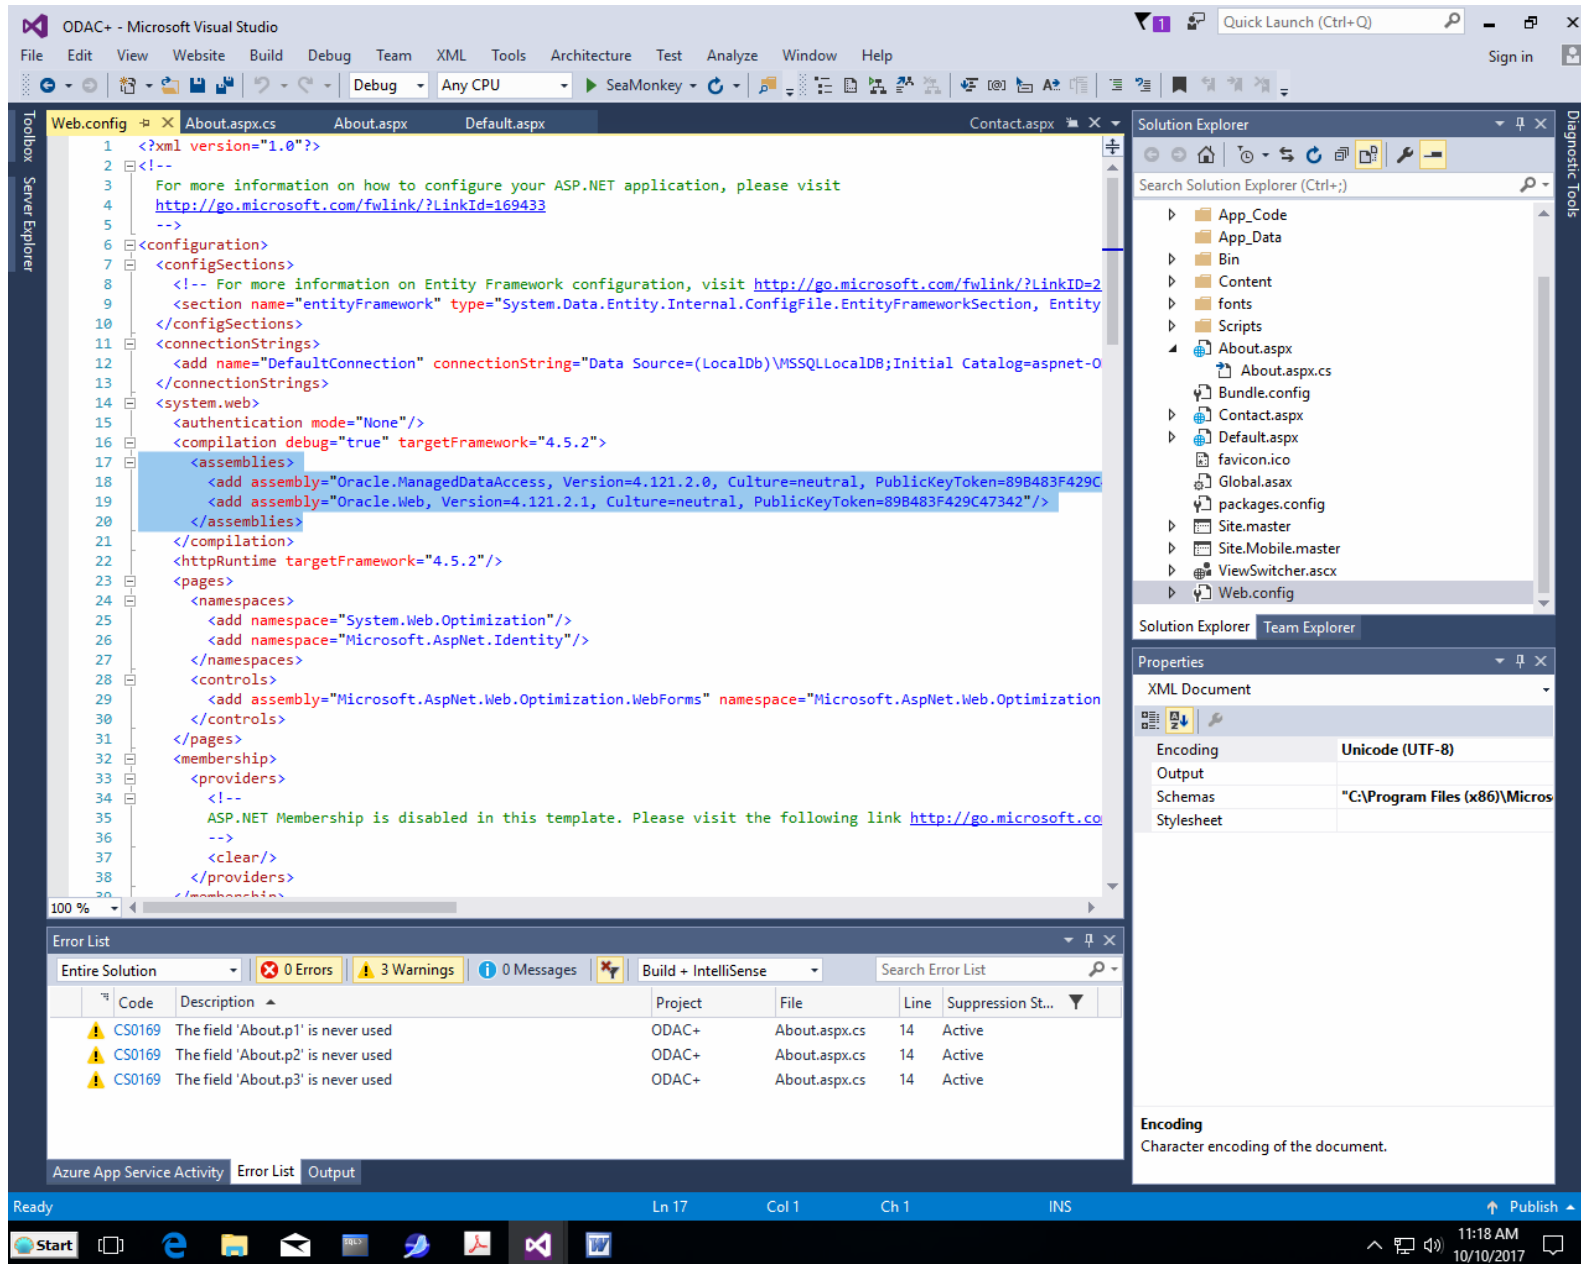 ODAC+ - Microsoft Visual Studio
1
Quick Launch (Ctrl+Q)
File Edit View Website Build Debug Team XML Tools Architecture Test Analyze Window Help
Sign in
Debug Any CPU SeaMonkey
Toolbox
Server Explorer
Web.config About.aspx.cs About.aspx Default.aspx Contact.aspx
1 <?xml version="1.0"?>
2 <!--
3 For more information on how to configure your ASP.NET application, please visit
4 http://go.microsoft.com/fwlink/?LinkId=169433
5 -->
6 <configuration>
7 <configSections>
8 <!-- For more information on Entity Framework configuration, visit http://go.microsoft.com/fwlink/?LinkID=2
9 <section name="entityFramework" type="System.Data.Entity.Internal.ConfigFile.EntityFrameworkSection, Entity
10 </configSections>
11 <connectionStrings>
12 <add name="DefaultConnection" connectionString="Data Source=(LocalDb)\MSSQLLocalDB;Initial Catalog=aspnet-O
13 </connectionStrings>
14 <system.web>
15 <authentication mode="None"/>
16 <compilation debug="true" targetFramework="4.5.2">
17 <assemblies>
18 <add assembly="Oracle.ManagedDataAccess, Version=4.121.2.0, Culture=neutral, PublicKeyToken=89B483F429C
19 <add assembly="Oracle.Web, Version=4.121.2.1, Culture=neutral, PublicKeyToken=89B483F429C47342"/>
20 </assemblies>
21 </compilation>
22 <httpRuntime targetFramework="4.5.2"/>
23 <pages>
24 <namespaces>
25 <add namespace="System.Web.Optimization"/>
26 <add namespace="Microsoft.AspNet.Identity"/>
27 </namespaces>
28 <controls>
29 <add assembly="Microsoft.AspNet.Web.Optimization.WebForms" namespace="Microsoft.AspNet.Web.Optimization
30 </controls>
31 </pages>
32 <membership>
33 <providers>
34 <!--
35 ASP.NET Membership is disabled in this template. Please visit the following link http://go.microsoft.co
36 -->
37 <clear/>
38 </providers>
39 </membership>
100 %
Solution Explorer
Search Solution Explorer (Ctrl+;)
App_Code
App_Data
Bin
Content
fonts
Scripts
About.aspx
About.aspx.cs
Bundle.config
Contact.aspx
Default.aspx
favicon.ico
Global.asax
packages.config
Site.master
Site.Mobile.master
ViewSwitcher.ascx
Web.config
Solution Explorer Team Explorer
Diagnostic Tools
Properties
XML Document
Encoding Unicode (UTF-8)
Output
Schemas "C:\Program Files (x86)\Micros
Stylesheet
Encoding
Character encoding of the document.
Error List
Entire Solution 0 Errors 3 Warnings 0 Messages Build + IntelliSense Search Error List
Code Description Project File Line Suppression St...
CS0169 The field 'About.p1' is never used ODAC+ About.aspx.cs 14 Active
CS0169 The field 'About.p2' is never used ODAC+ About.aspx.cs 14 Active
CS0169 The field 'About.p3' is never used ODAC+ About.aspx.cs 14 Active
Azure App Service Activity Error List Output
Ready Ln 17 Col 1 Ch 1 INS Publish
Start
11:18 AM
10/10/2017